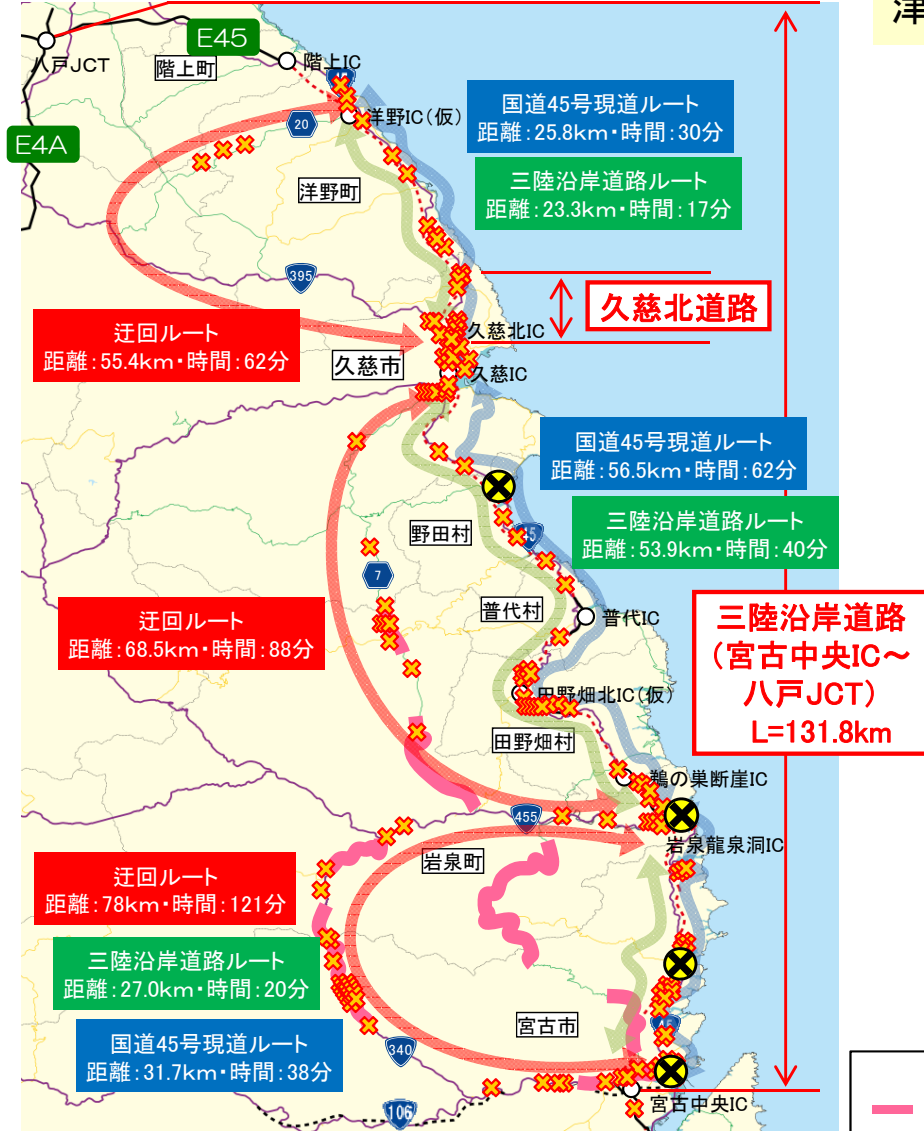 津
E45
八戸JCT
階上町
階上IC
45
20
洋野IC(仮)
E4A
国道45号現道ルート
距離:25.8km・時間:30分
三陸沿岸道路ルート
距離:23.3km・時間:17分
洋野町
395
久慈北道路
迂回ルート
距離:55.4km・時間:62分
久慈北IC
久慈市
久慈IC
国道45号現道ルート
距離:56.5km・時間:62分
三陸沿岸道路ルート
距離:53.9km・時間:40分
野田村
45
7
普代村
普代IC
迂回ルート
距離:68.5km・時間:88分
三陸沿岸道路
(宮古中央IC~
八戸JCT)
L=131.8km
田野畑北IC(仮)
田野畑村
鵜の巣断崖IC
455
岩泉龍泉洞IC
岩泉町
迂回ルート
距離:78km・時間:121分
三陸沿岸道路ルート
距離:27.0km・時間:20分
国道45号現道ルート
距離:31.7km・時間:38分
宮古市
45
340
106
宮古中央IC